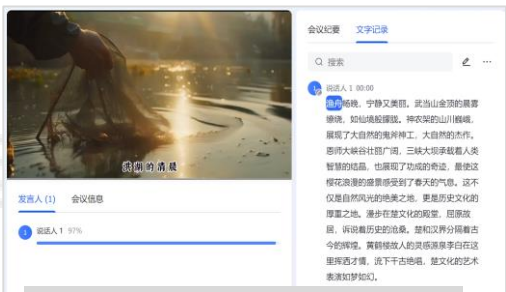 洪湖的清晨
发言人 (1) 会议信息
1 说话人 1 97%
会议纪要 文字记录
搜索
1 说话人 1 00:00
渔舟杨晚，宁静又美丽。武当山金顶的晨雾
缭绕，如仙境般朦胧。神农架的山川巍峨，
展现了大自然的鬼斧神工，大自然的杰作。
恩师大峡谷壮丽广阔，三峡大坝承载着人类
智慧的结晶，也展现了功成的奇迹，最使这
樱花浪漫的盛景感受到了春天的气息。这不
仅是自然风光的绝美之地，更是历史文化的
厚重之地。漫步在楚文化的殿堂，屈原故
居，诉说着历史的沧桑。楚和汉界分隔着古
今的辉煌。黄鹤楼故人的灵感源泉李白在这
里挥洒才情，流下千古绝唱，楚文化的艺术
表演如梦如幻。